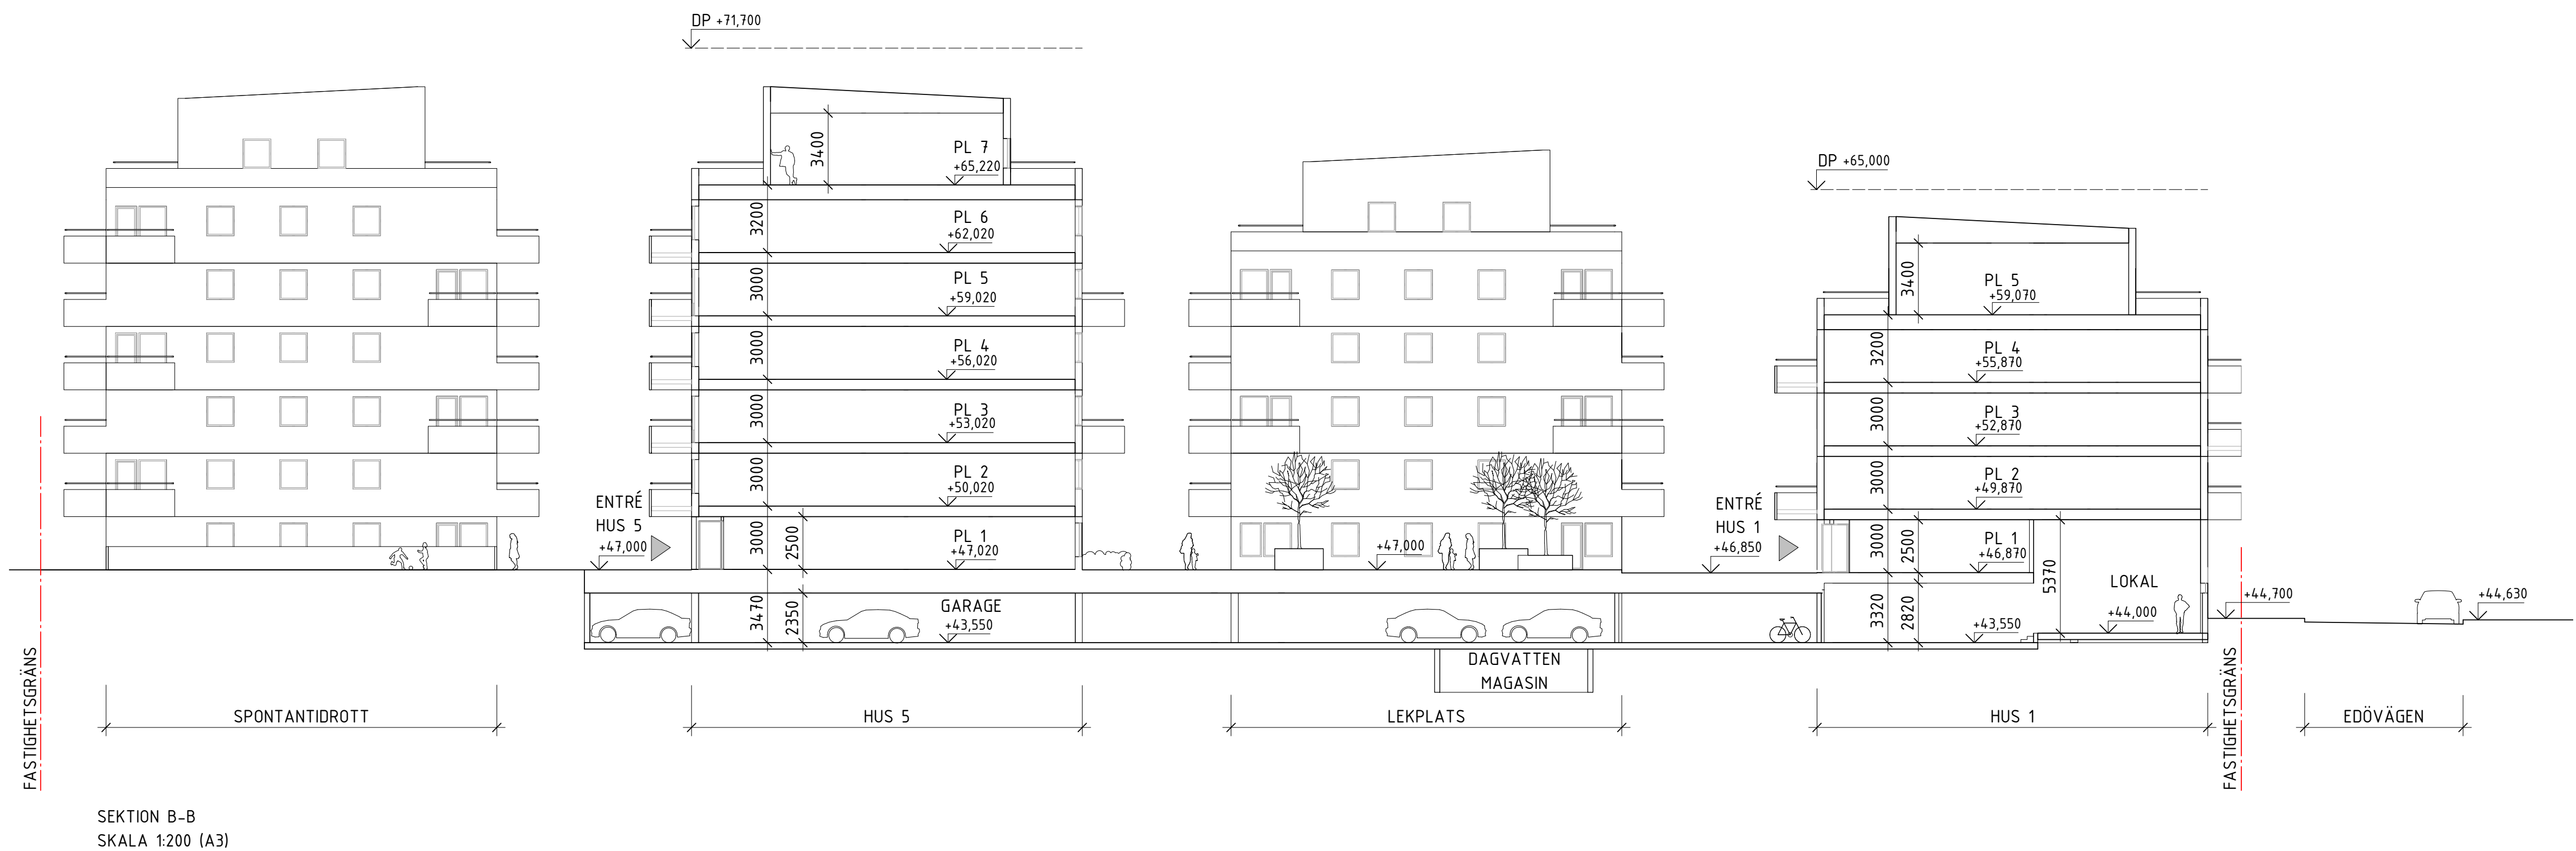 DP +71,700
DP +65,000
3400
PL 7
+65,220
3200
PL 6
+62,020
3000
PL 5
+59,020
3000
PL 4
+56,020
3000
PL 3
+53,020
3000
PL 2
+50,020
ENTRÉ
HUS 5
+47,000
3000
2500
PL 1
+47,020
3470
2350
GARAGE
+43,550
+47,000
DAGVATTEN
MAGASIN
3400
PL 5
+59,070
3200
PL 4
+55,870
3000
PL 3
+52,870
3000
PL 2
+49,870
ENTRÉ
HUS 1
+46,850
3000
2500
PL 1
+46,870
5370
LOKAL
+44,000
3320
2820
+43,550
+44,700
+44,630
FASTIGHETSGRÄNS
SPONTANTIDROTT
HUS 5
LEKPLATS
HUS 1
FASTIGHETSGRÄNS
EDÖVÄGEN
SEKTION B-B
SKALA 1:200 (A3)